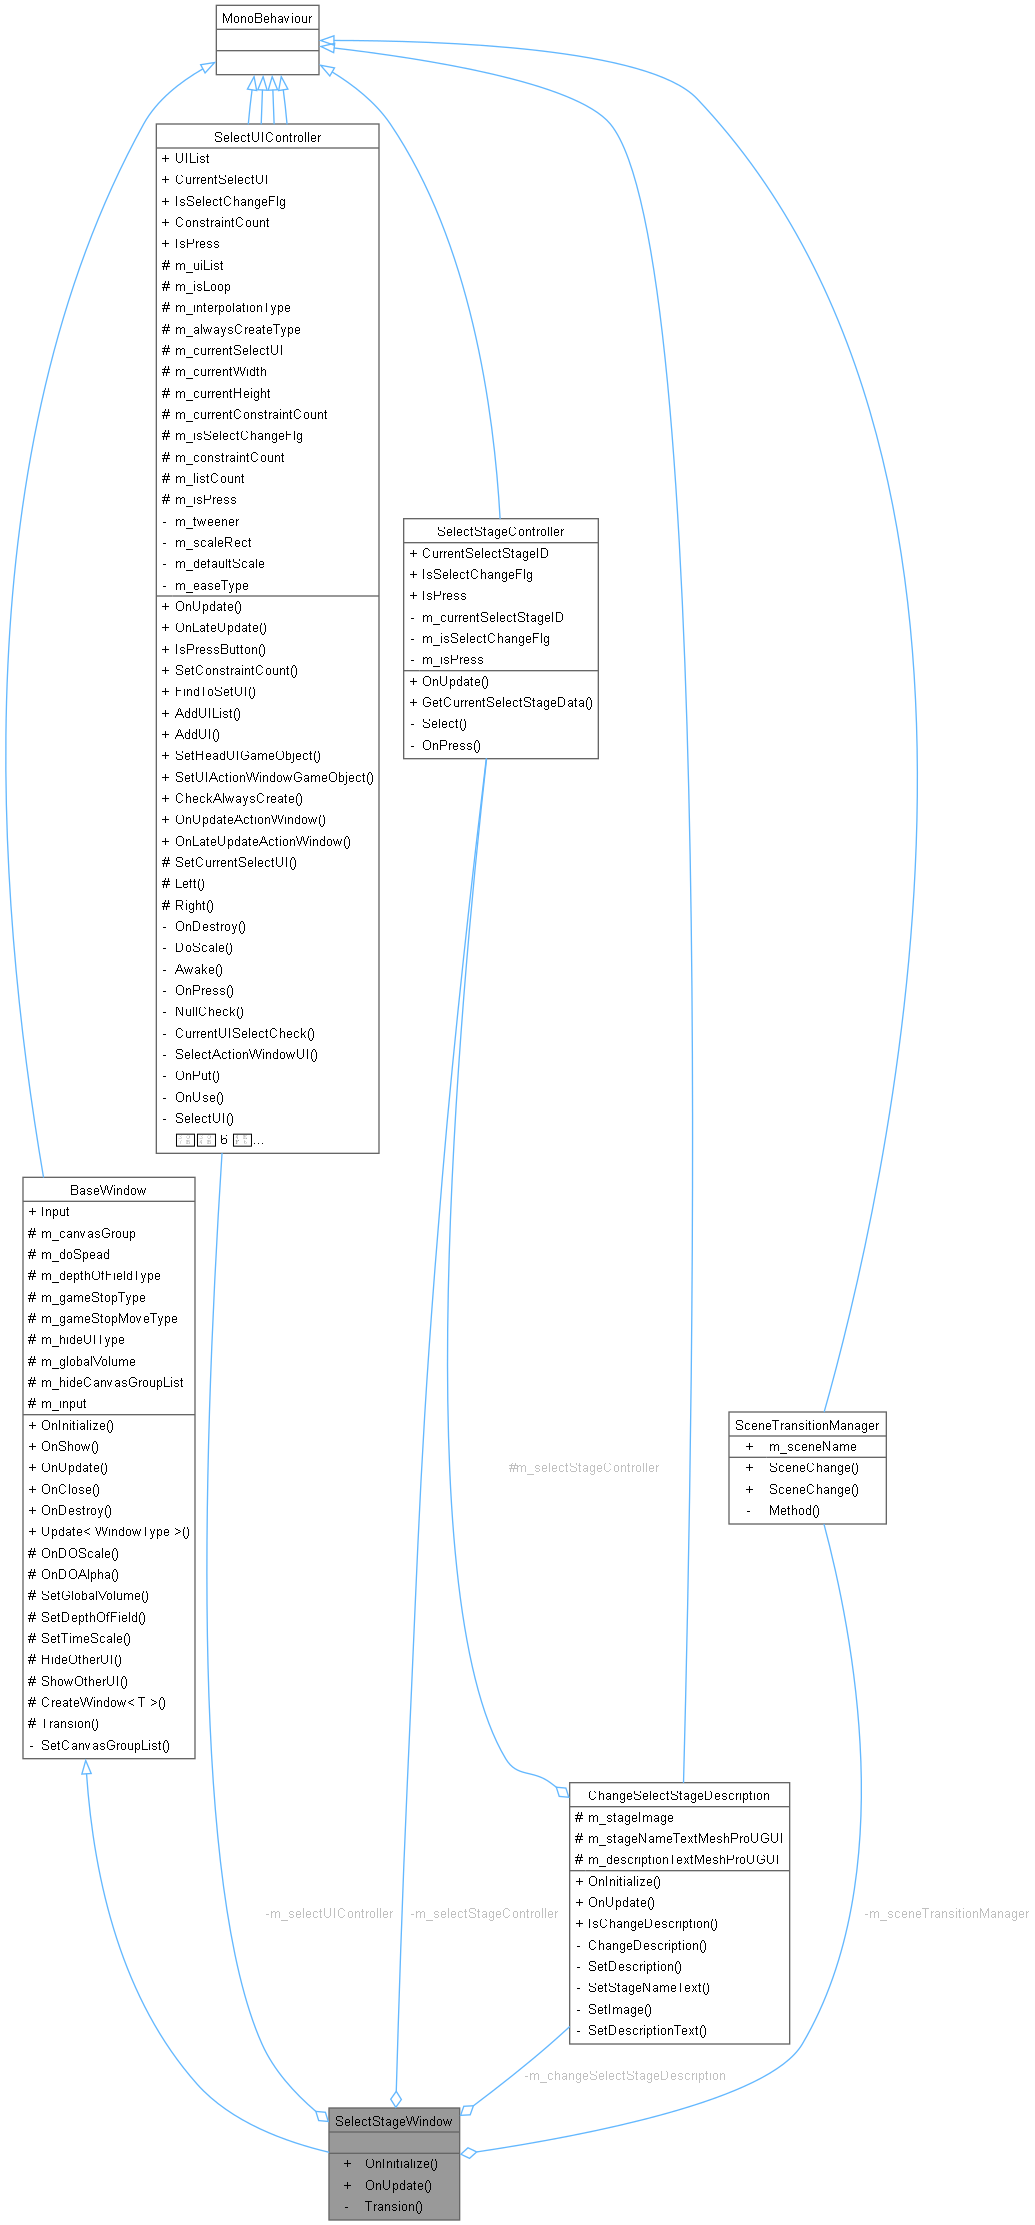 MonoBehaviour
SelectUIController
+ UIList
+ CurrentSelectUI
+ IsSelectChangeFlg
+ ConstraintCount
+ IsPress
# m_uiList
# m_isLoop
# m_interpolationType
# m_alwaysCreateType
# m_currentSelectUI
# m_currentWidth
# m_currentHeight
# m_currentConstraintCount
# m_isSelectChangeFlg
# m_constraintCount
# m_listCount
# m_isPress
- m_tweener
- m_scaleRect
- m_defaultScale
- m_easeType
+ OnUpdate()
+ OnLateUpdate()
+ IsPressButton()
+ SetConstraintCount()
+ FindToSetUI()
+ AddUIList()
+ AddUI()
+ SetHeadUIGameObject()
+ SetUIActionWindowGameObject()
+ CheckAlwaysCreate()
+ OnUpdateActionWindow()
+ OnLateUpdateActionWindow()
# SetCurrentSelectUI()
# Left()
# Right()
- OnDestroy()
- DoScale()
- Awake()
- OnPress()
- NullCheck()
- CurrentUISelectCheck()
- SelectActionWindowUI()
- OnPut()
- OnUse()
- SelectUI()
6 ...
SelectStageController
+ CurrentSelectStageID
+ IsSelectChangeFlg
+ IsPress
- m_currentSelectStageID
- m_isSelectChangeFlg
- m_isPress
+ OnUpdate()
+ GetCurrentSelectStageData()
- Select()
- OnPress()
BaseWindow
+ Input
# m_canvasGroup
# m_doSpead
# m_depthOfFieldType
# m_gameStopType
# m_gameStopMoveType
# m_hideUIType
# m_globalVolume
# m_hideCanvasGroupList
# m_input
+ OnInitialize()
+ OnShow()
+ OnUpdate()
+ OnClose()
+ OnDestroy()
+ Update< WindowType >()
# OnDOScale()
# OnDOAlpha()
# SetGlobalVolume()
# SetDepthOfField()
# SetTimeScale()
# HideOtherUI()
# ShowOtherUI()
# CreateWindow< T >()
# Transion()
- SetCanvasGroupList()
#m_selectStageController
SceneTransitionManager
+ m_sceneName
+ SceneChange()
+ SceneChange()
- Method()
ChangeSelectStageDescription
# m_stageImage
# m_stageNameTextMeshProUGUI
# m_descriptionTextMeshProUGUI
+ OnInitialize()
+ OnUpdate()
+ IsChangeDescription()
- ChangeDescription()
- SetDescription()
- SetStageNameText()
- SetImage()
- SetDescriptionText()
-m_selectUIController
-m_selectStageController
-m_sceneTransitionManager
-m_changeSelectStageDescription
SelectStageWindow
+ OnInitialize()
+ OnUpdate()
- Transion()